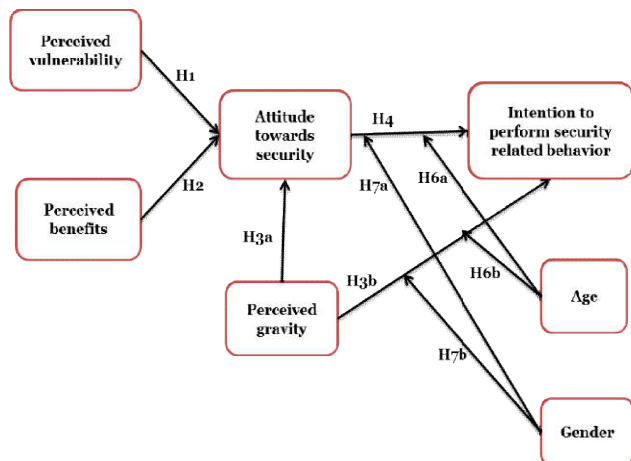 Perceived
vulnerability
H1
Attitude
towards
security
H4
Intention to
perform security
related behavior
H2
H7a
H6a
Perceived
benefits
H3a
H3b
H6b
Age
Perceived
gravity
H7b
Gender